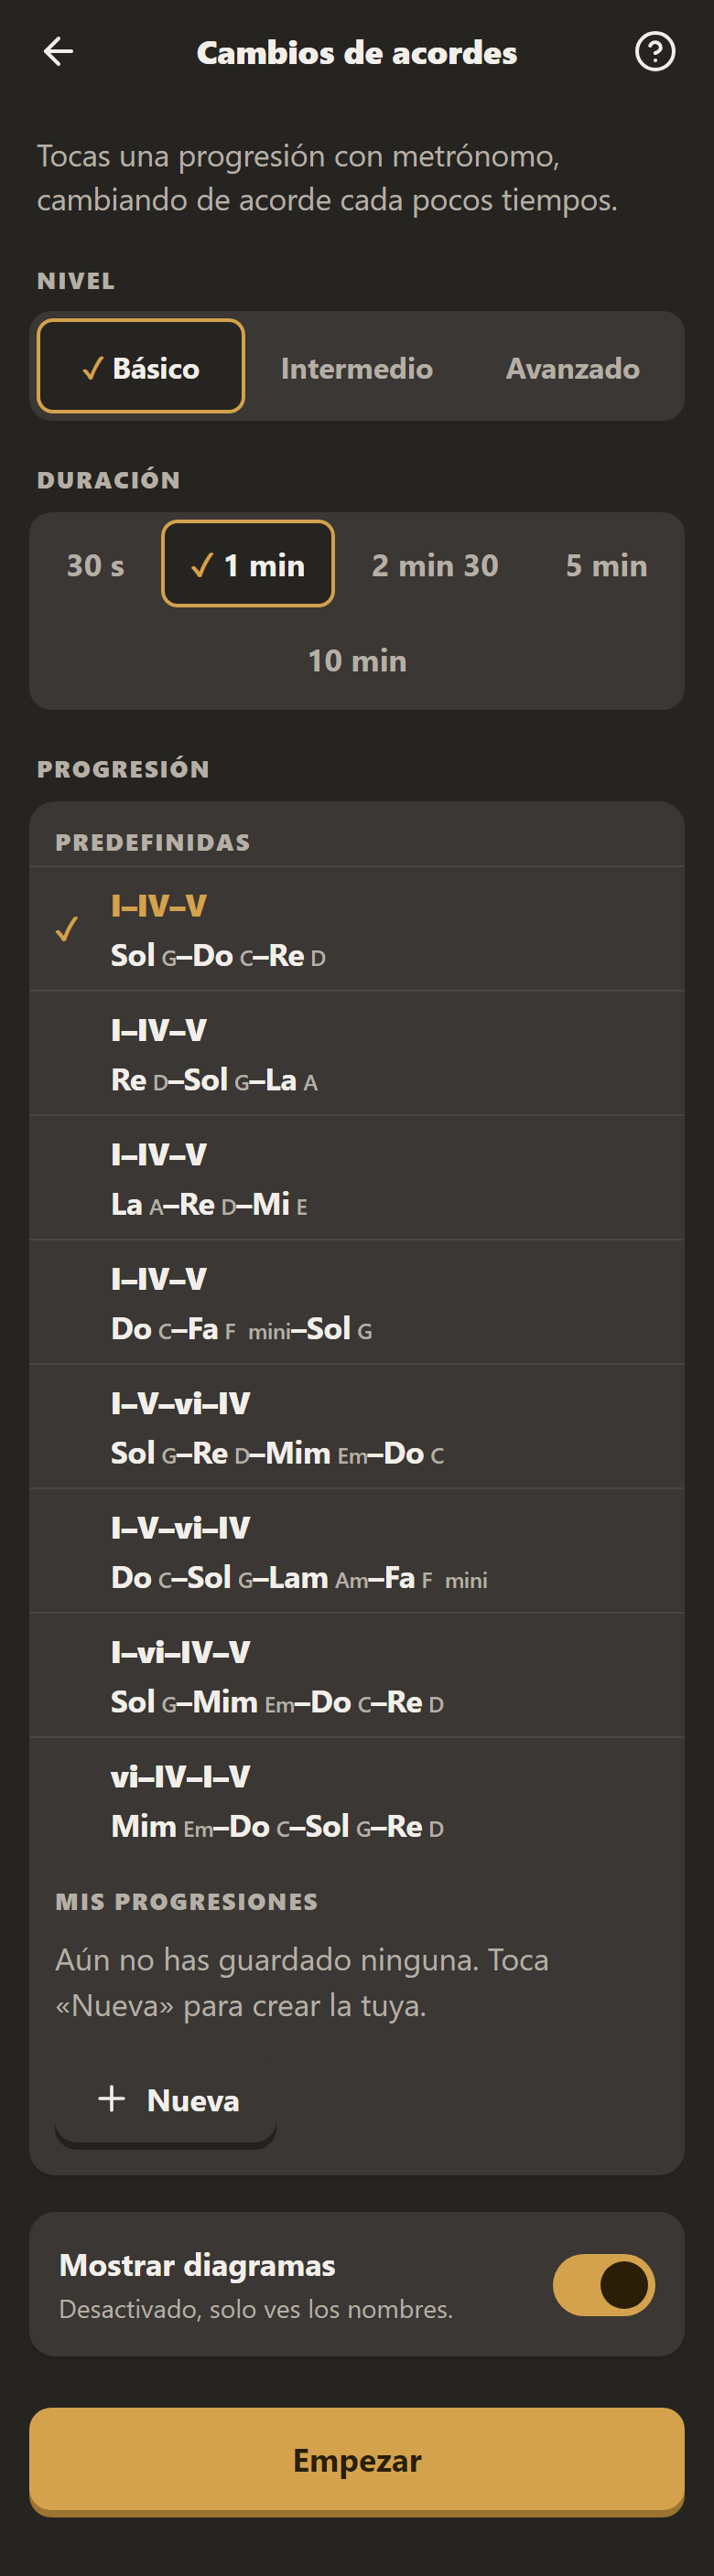 Cambios de acordes
Tocas una progresión con metrónomo,
cambiando de acorde cada pocos tiempos.
NIVEL
✓ Básico Intermedio Avanzado
DURACIÓN
30 s ✓ 1 min 2 min 30 5 min
10 min
PROGRESIÓN
PREDEFINIDAS
✓ I–IV–V
Sol G–Do C–Re D
I–IV–V
Re D–Sol G–La A
I–IV–V
La A–Re D–Mi E
I–IV–V
Do C–Fa F mini–Sol G
I–V–vi–IV
Sol G–Re D–Mim Em–Do C
I–V–vi–IV
Do C–Sol G–Lam Am–Fa F mini
I–vi–IV–V
Sol G–Mim Em–Do C–Re D
vi–IV–I–V
Mim Em–Do C–Sol G–Re D
MIS PROGRESIONES
Aún no has guardado ninguna. Toca
«Nueva» para crear la tuya.
+ Nueva
Mostrar diagramas
Desactivado, solo ves los nombres.
Empezar